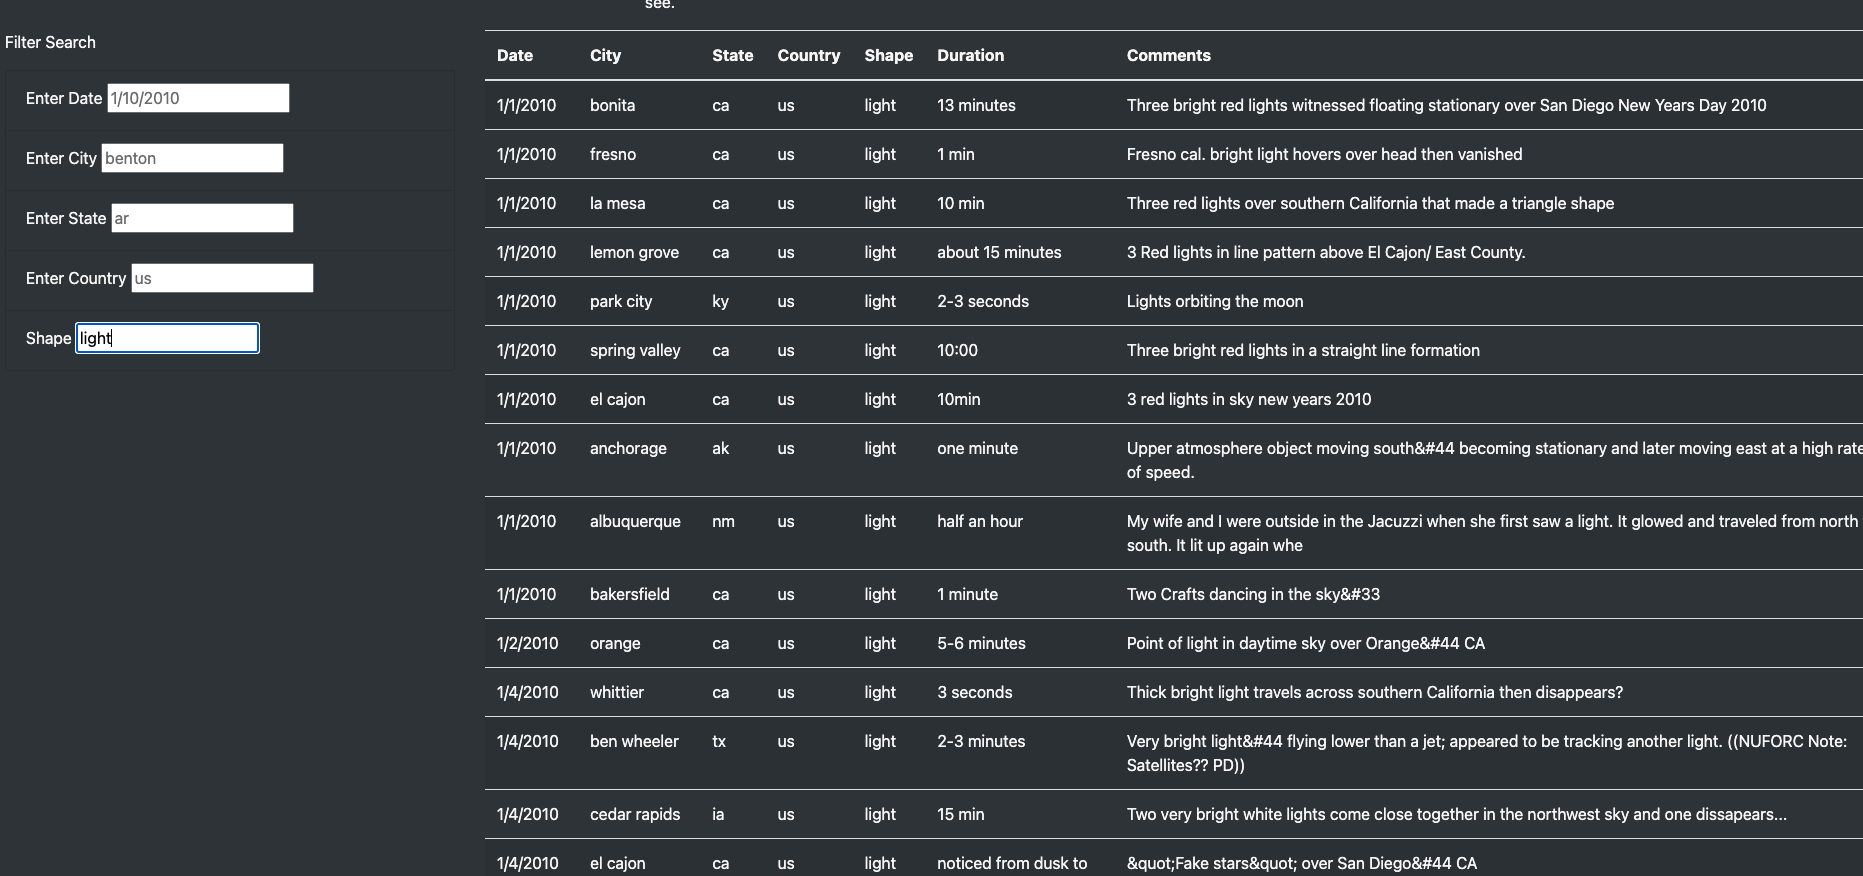 see.
Filter Search
Enter Date 1/10/2010
Enter City benton
Enter State ar
Enter Country us
Shape light
Date City State Country Shape Duration Comments
1/1/2010 bonita ca us light 13 minutes Three bright red lights witnessed floating stationary over San Diego New Years Day 2010
1/1/2010 fresno ca us light 1 min Fresno cal. bright light hovers over head then vanished
1/1/2010 la mesa ca us light 10 min Three red lights over southern California that made a triangle shape
1/1/2010 lemon grove ca us light about 15 minutes 3 Red lights in line pattern above El Cajon/ East County.
1/1/2010 park city ky us light 2-3 seconds Lights orbiting the moon
1/1/2010 spring valley ca us light 10:00 Three bright red lights in a straight line formation
1/1/2010 el cajon ca us light 10min 3 red lights in sky new years 2010
1/1/2010 anchorage ak us light one minute Upper atmosphere object moving south&#44 becoming stationary and later moving east at a high rate
of speed.
1/1/2010 albuquerque nm us light half an hour My wife and I were outside in the Jacuzzi when she first saw a light. It glowed and traveled from north
south. It lit up again whe
1/1/2010 bakersfield ca us light 1 minute Two Crafts dancing in the sky&#33
1/2/2010 orange ca us light 5-6 minutes Point of light in daytime sky over Orange&#44 CA
1/4/2010 whittier ca us light 3 seconds Thick bright light travels across southern California then disappears?
1/4/2010 ben wheeler tx us light 2-3 minutes Very bright light&#44 flying lower than a jet; appeared to be tracking another light. ((NUFORC Note:
Satellites?? PD))
1/4/2010 cedar rapids ia us light 15 min Two very bright white lights come close together in the northwest sky and one dissapears...
1/4/2010 el cajon ca us light noticed from dusk to &quot;Fake stars&quot; over San Diego&#44 CA